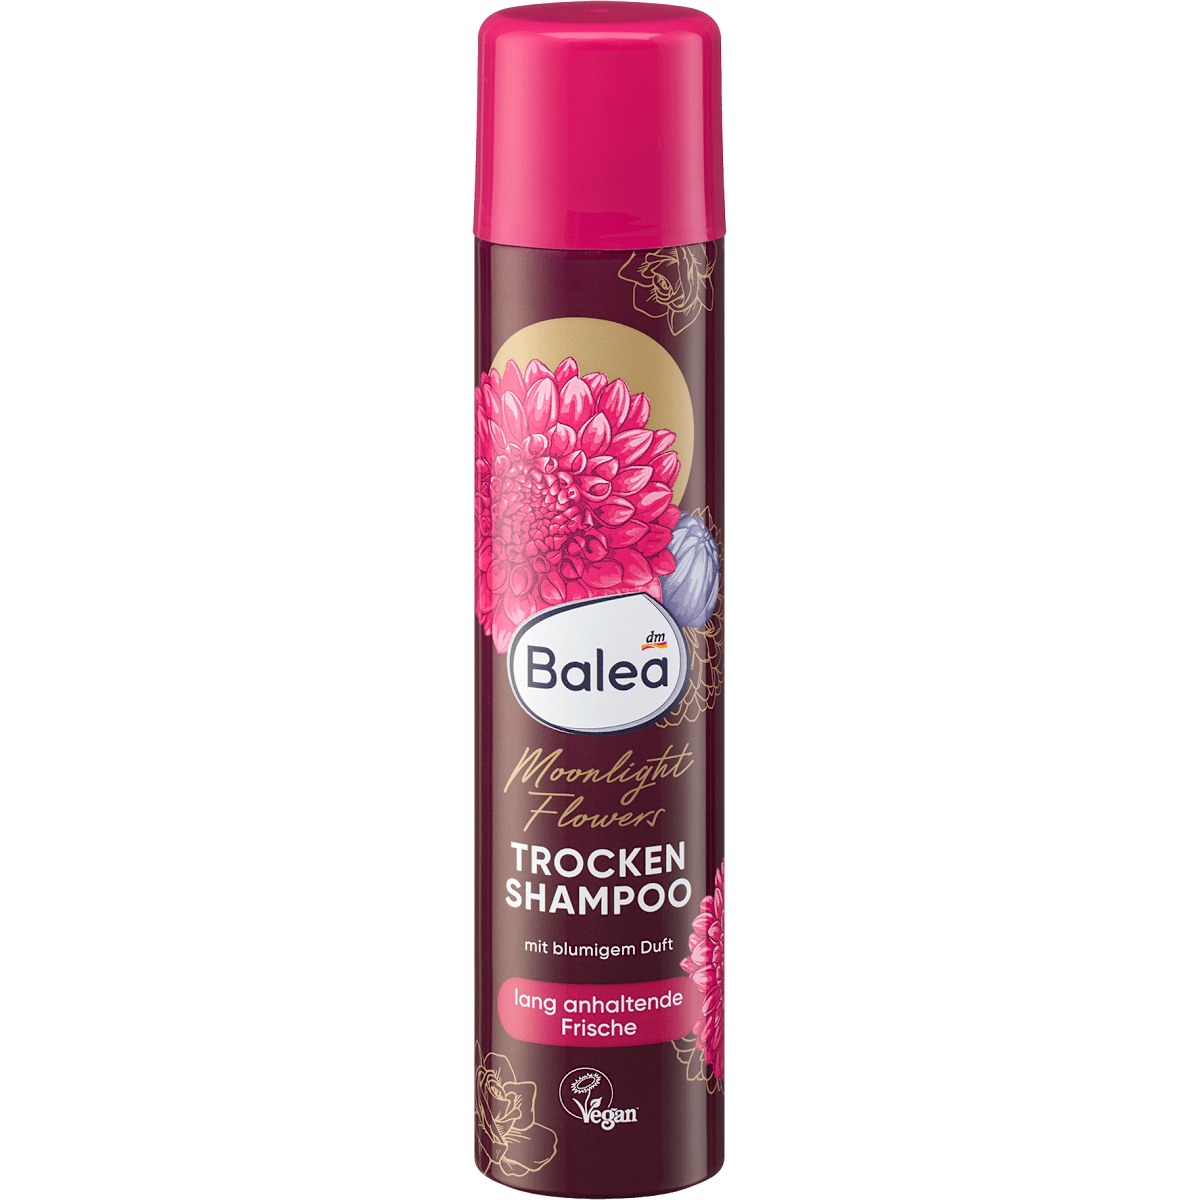 dm
Balea
Moonlight
Flowers
TROCKEN
SHAMPOO
mit blumigem Duft
lang anhaltende
Frische
Vegan